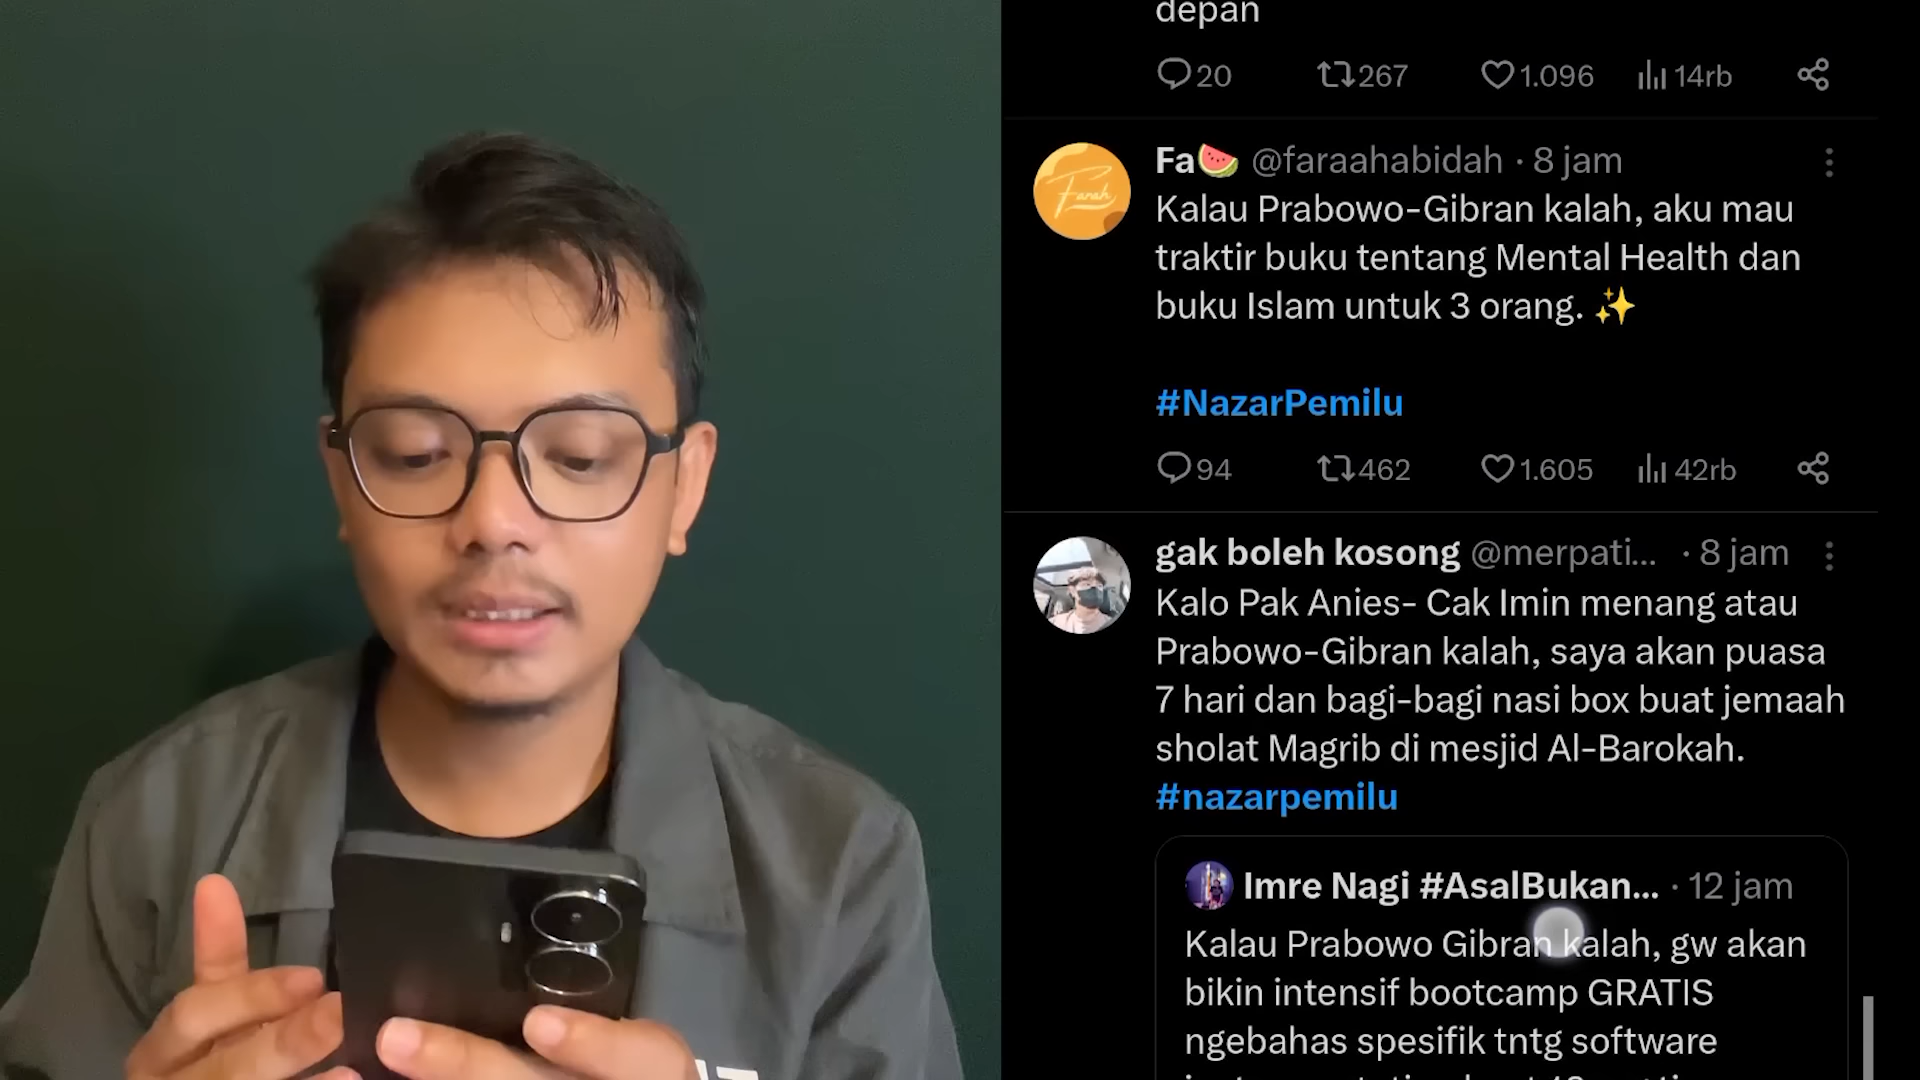 depan
20 267 1.096 14rb
Fa🍉 @faraahabidah · 8 jam
Kalau Prabowo-Gibran kalah, aku mau
traktir buku tentang Mental Health dan
buku Islam untuk 3 orang. ✨
#NazarPemilu
94 462 1.605 42rb
Farah
gak boleh kosong @merpati... · 8 jam
Kalo Pak Anies- Cak Imin menang atau
Prabowo-Gibran kalah, saya akan puasa
7 hari dan bagi-bagi nasi box buat jemaah
sholat Magrib di mesjid Al-Barokah.
#nazarpemilu
Imre Nagi #AsalBukan... · 12 jam
Kalau Prabowo Gibran kalah, gw akan
bikin intensif bootcamp GRATIS
ngebahas spesifik tntg software